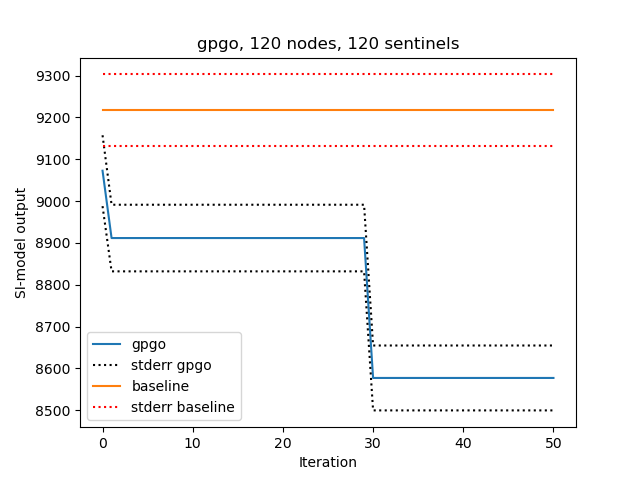 gpgo, 120 nodes, 120 sentinels
SI-model output
9300
9200
9100
9000
8900
8800
8700
8600
8500
gpgo
stderr gpgo
baseline
stderr baseline
0 10 20 30 40 50
Iteration